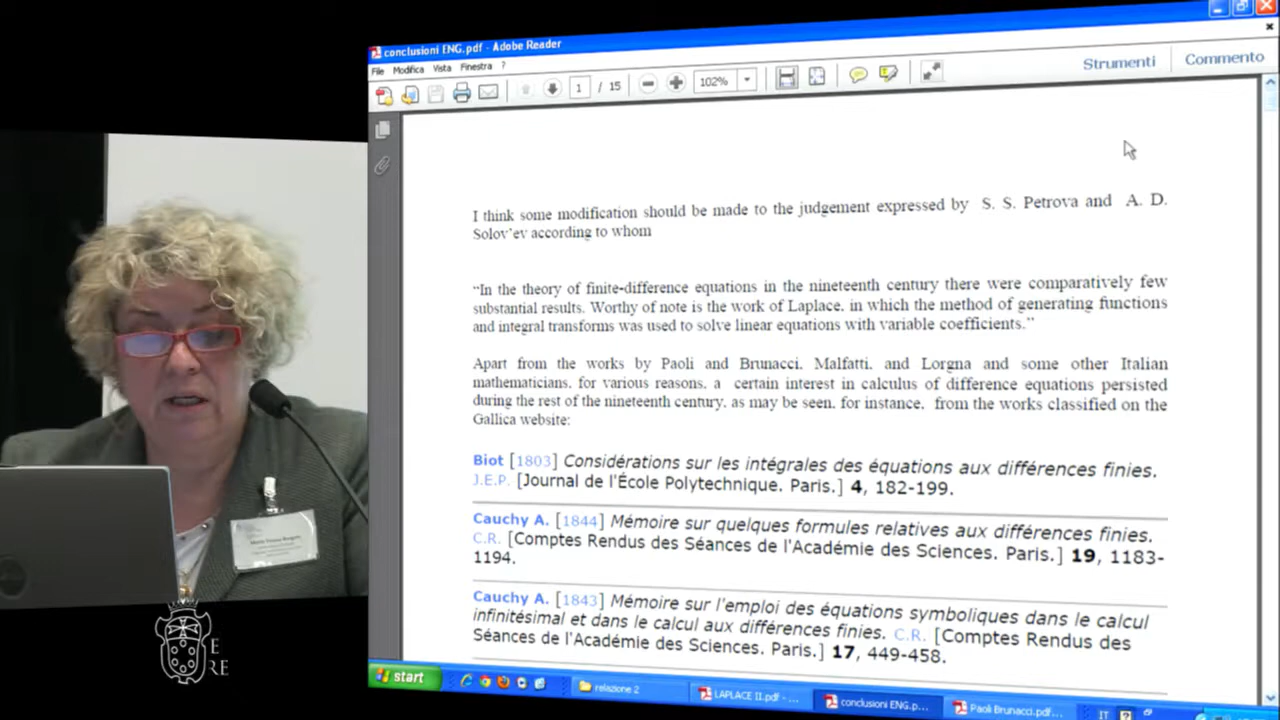 conclusioni ENG.pdf - Adobe Reader
File Modifica Vista Finestra ?
1 / 15 102% Strumenti Commento
I think some modification should be made to the judgement expressed by S. S. Petrova and A. D.
Solov'ev according to whom
“In the theory of finite-difference equations in the nineteenth century there were comparatively few
substantial results. Worthy of note is the work of Laplace, in which the method of generating functions
and integral transforms was used to solve linear equations with variable coefficients.”
Apart from the works by Paoli and Brunacci, Malfatti, and Lorgna and some other Italian
mathematicians, for various reasons, a certain interest in calculus of difference equations persisted
during the rest of the nineteenth century, as may be seen, for instance, from the works classified on the
Gallica website:
Biot [1803] Considérations sur les intégrales des équations aux différences finies.
J.E.P. [Journal de l'École Polytechnique. Paris.] 4, 182-199.
Cauchy A. [1844] Mémoire sur quelques formules relatives aux différences finies.
C.R. [Comptes Rendus des Séances de l'Académie des Sciences. Paris.] 19, 1183-
1194.
Cauchy A. [1843] Mémoire sur l'emploi des équations symboliques dans le calcul
infinitésimal et dans le calcul aux différences finies. C.R. [Comptes Rendus des
Séances de l'Académie des Sciences. Paris.] 17, 449-458.
start relazione 2 LAPLACE II.pdf - ... conclusioni ENG.p... Paoli Brunacci.pdf... IT
E
RE